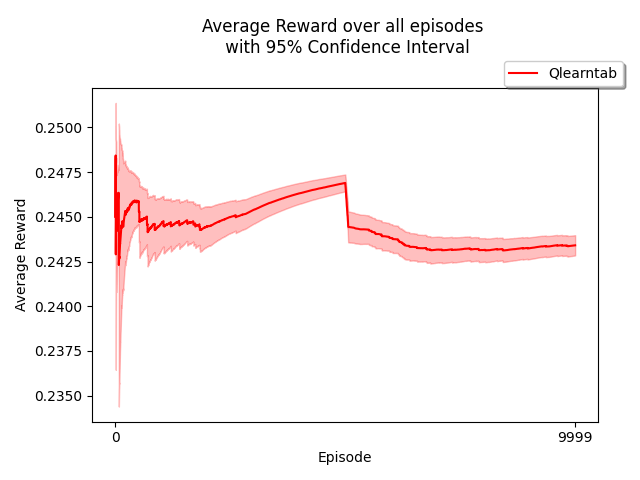 Average Reward over all episodes
with 95% Confidence Interval
Qlearntab
0.2500
0.2475
0.2450
0.2425
0.2400
0.2375
0.2350
Average Reward
0
9999
Episode